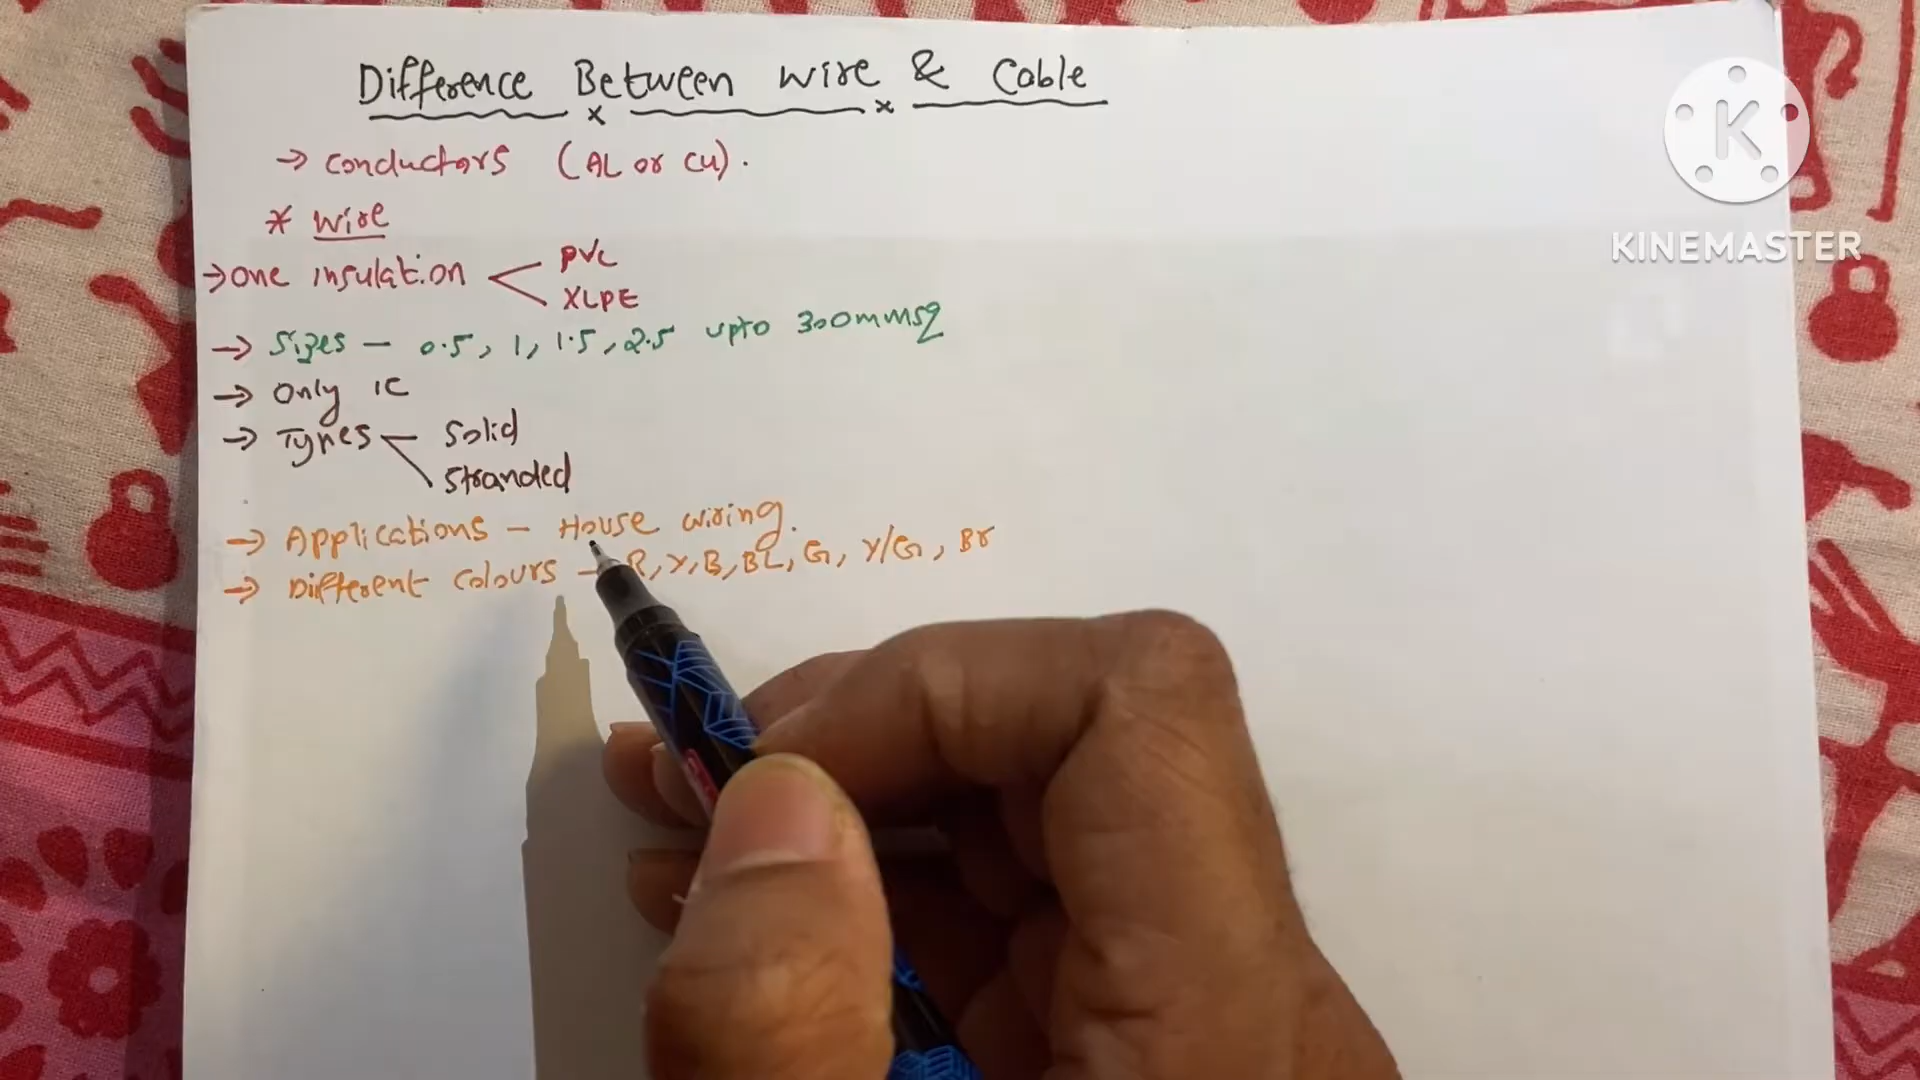 Difference Between Wire & Cable
→ Conductors (AL or CU).
* Wire
→ One insulation < PVC
XLPE
→ Sizes – 0.5, 1, 1.5, 2.5 upto 300mmsq
→ Only 1C
→ Types < Solid
Stranded
→ Applications – House wiring.
→ Different Colours – R, Y, B, BL, G, Y/G, Br
K
KINEMASTER